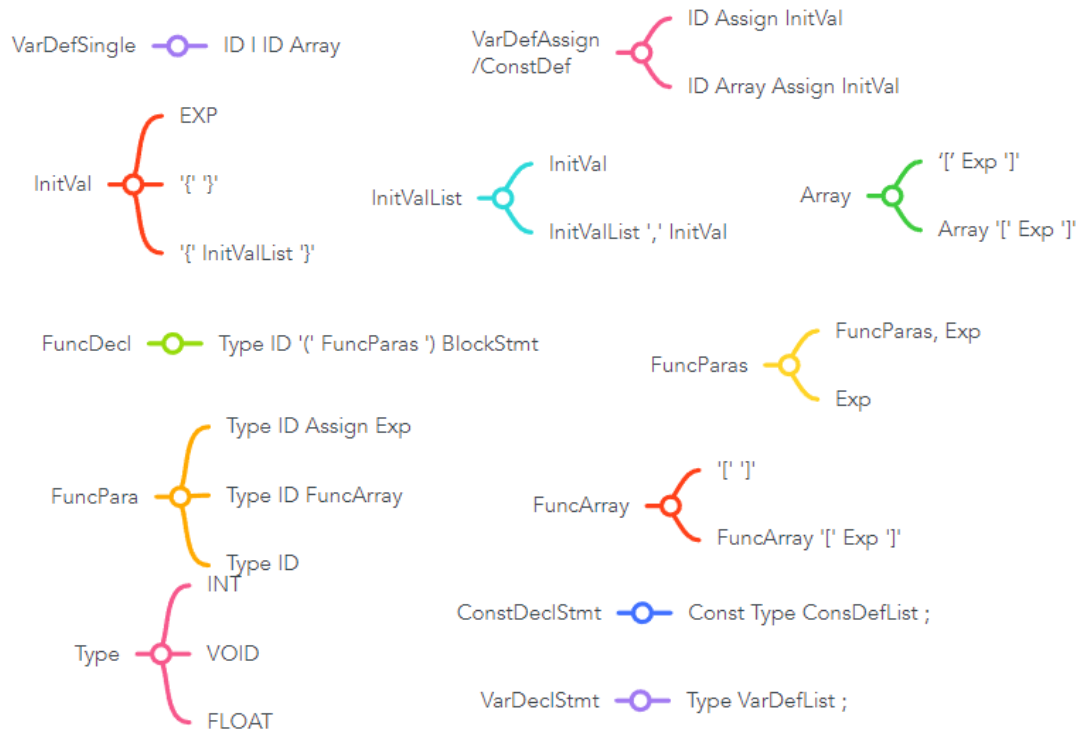 VarDefSingle
ID I ID Array
VarDefAssign
/ConstDef
ID Assign InitVal
ID Array Assign InitVal
InitVal
EXP
'{' '}'
'{' InitValList '}'
InitValList
InitVal
InitValList ',' InitVal
Array
‘[’ Exp ']'
Array '[' Exp ']'
FuncDecl
Type ID '(' FuncParas ') BlockStmt
FuncParas
FuncParas, Exp
Exp
FuncPara
Type ID Assign Exp
Type ID FuncArray
Type ID
FuncArray
'[' ']'
FuncArray '[' Exp ']'
Type
INT
VOID
FLOAT
ConstDeclStmt
Const Type ConsDefList ;
VarDeclStmt
Type VarDefList ;